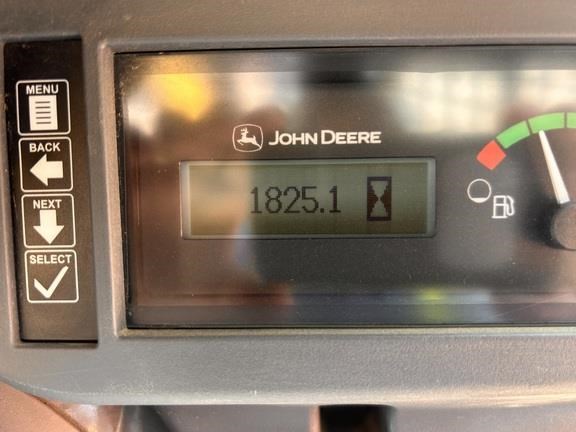 MENU
BACK
NEXT
SELECT
JOHN DEERE
1825.1